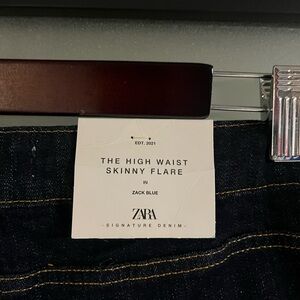 EDT. 2021
THE HIGH WAIST
SKINNY FLARE
IN
ZACK BLUE
ZARA
-SIGNATURE DENIM-